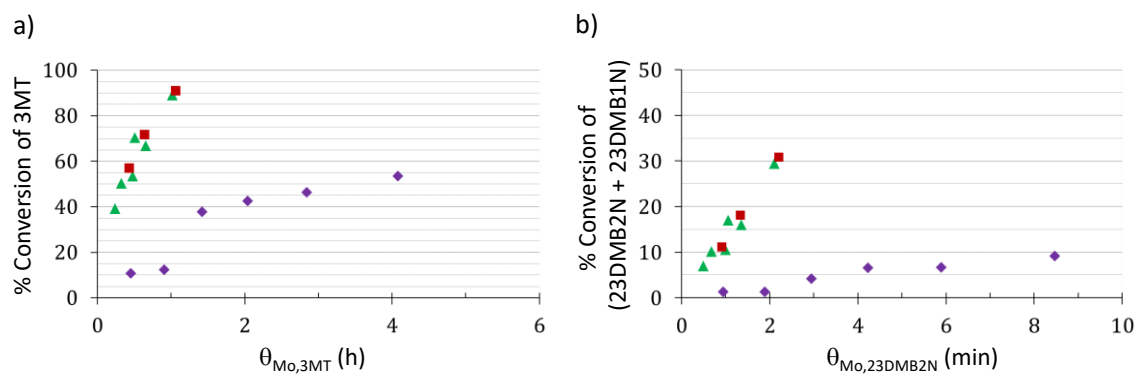 a)
% Conversion of 3MT
100
80
60
40
20
0
0 2 4 6
θMo,3MT (h)
b)
% Conversion of
(23DMB2N + 23DMB1N)
50
40
30
20
10
0
0 2 4 6 8 10
θMo,23DMB2N (min)